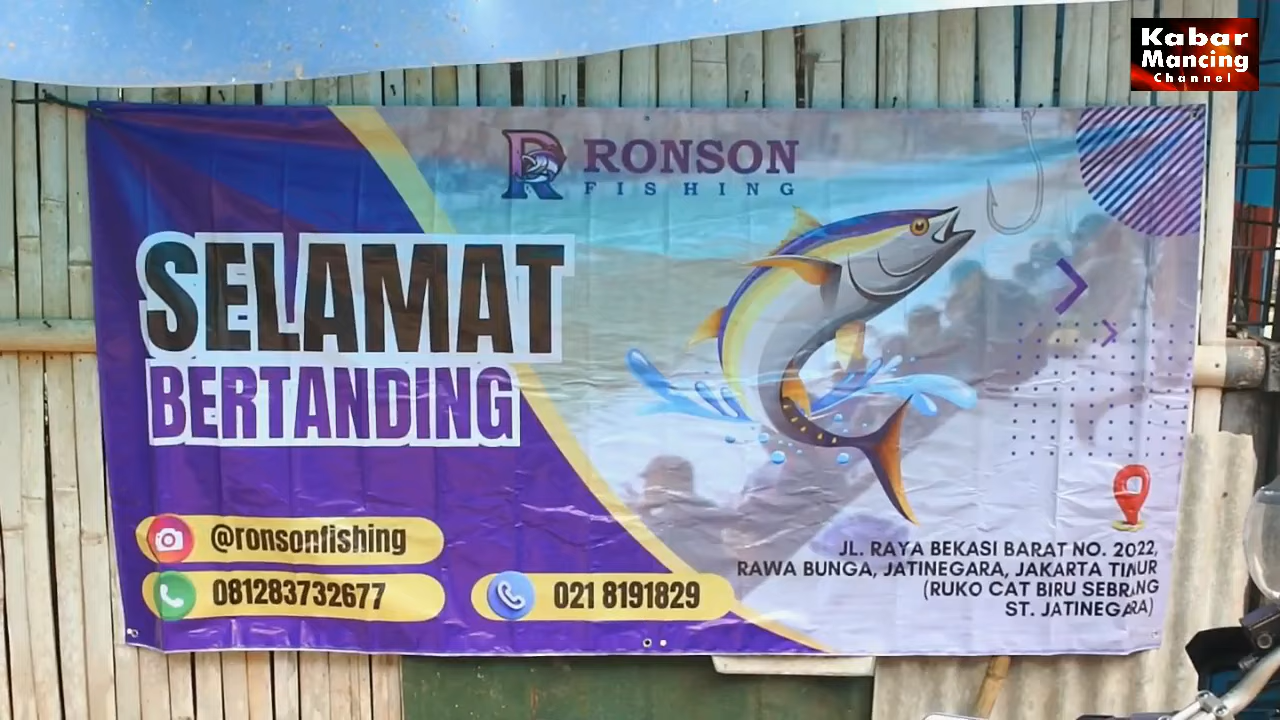 Kabar
Mancing
Channel
RONSON
FISHING
SELAMAT
BERTANDING
@ronsonfishing
081283732677
021 8191829
JL. RAYA BEKASI BARAT NO. 2022,
RAWA BUNGA, JATINEGARA, JAKARTA TIMUR
(RUKO CAT BIRU SEBRANG
ST. JATINEGARA)